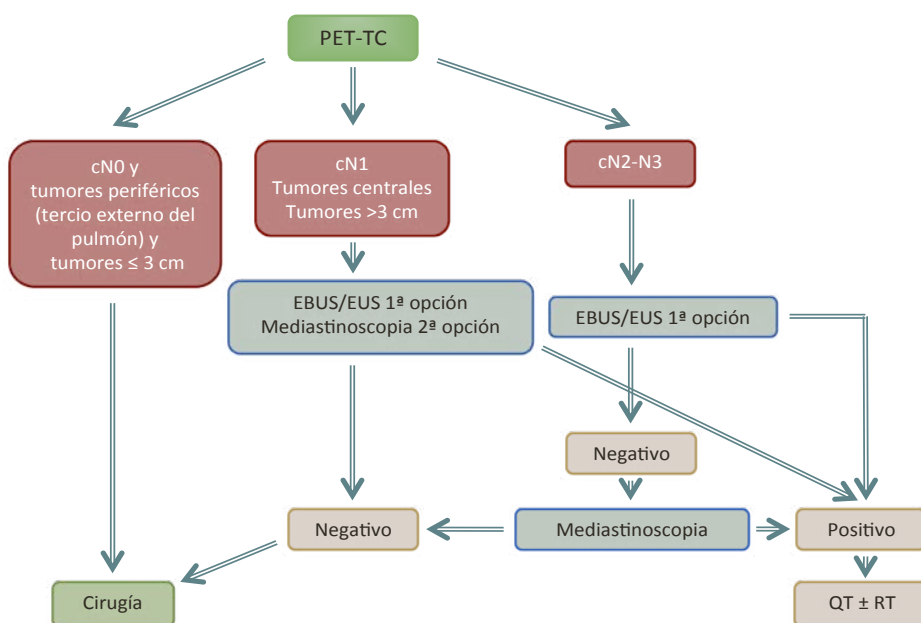 PET-TC
cN0 y
tumores periféricos
(tercio externo del
pulmón) y
tumores ≤ 3 cm
cN1
Tumores centrales
Tumores >3 cm
cN2-N3
EBUS/EUS 1ª opción
Mediastinoscopia 2ª opción
EBUS/EUS 1ª opción
Negativo
Negativo
Mediastinoscopia
Positivo
Cirugía
QT ± RT